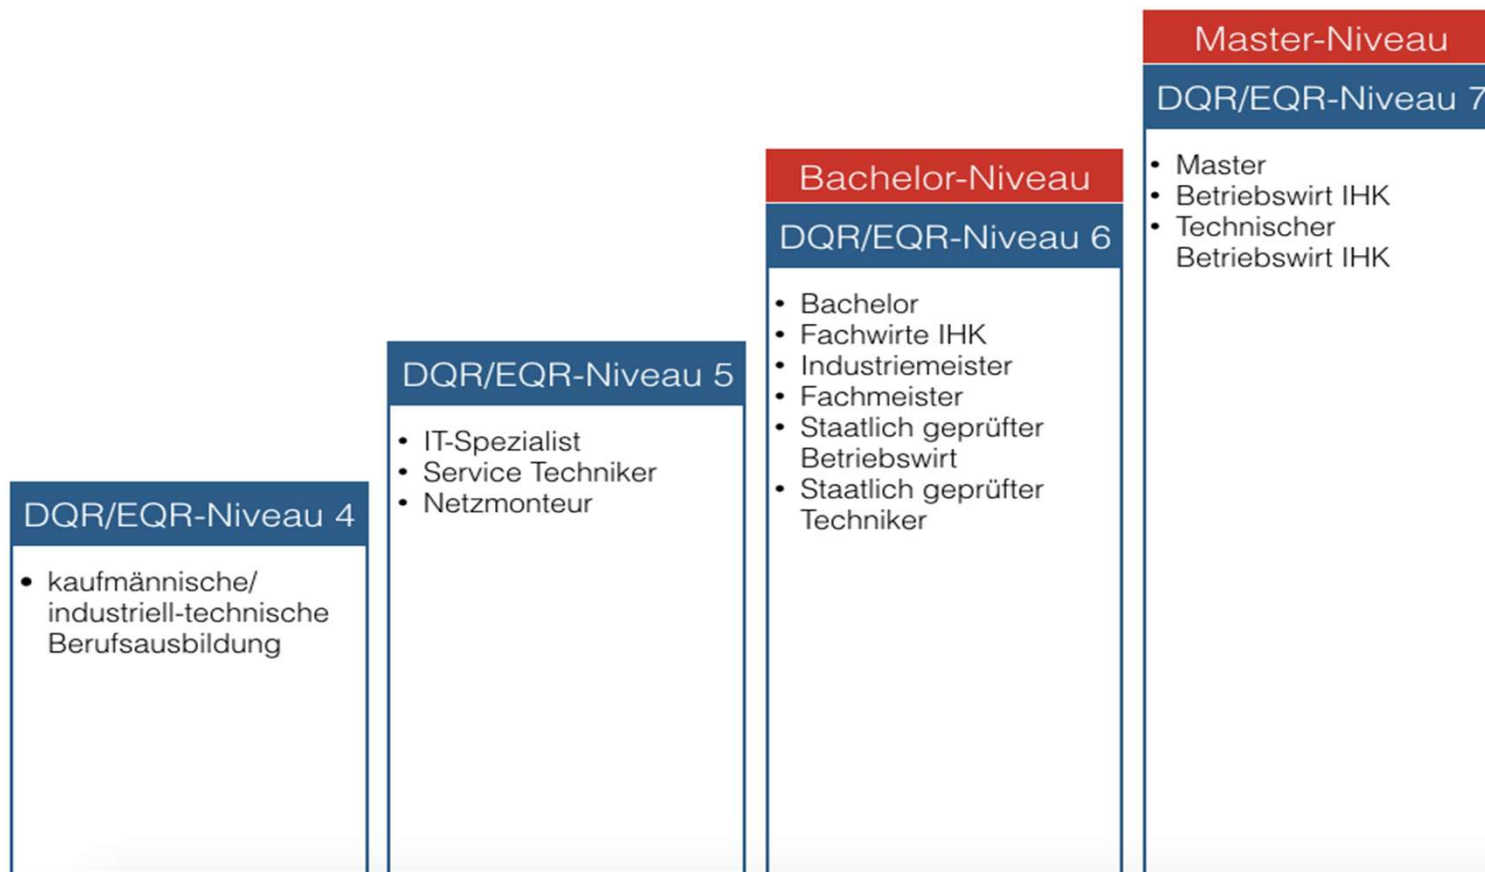 DQR/EQR-Niveau 4
• kaufmännische/
industriell-technische
Berufsausbildung
DQR/EQR-Niveau 5
• IT-Spezialist
• Service Techniker
• Netzmonteur
Bachelor-Niveau
DQR/EQR-Niveau 6
• Bachelor
• Fachwirte IHK
• Industriemeister
• Fachmeister
• Staatlich geprüfter
Betriebswirt
• Staatlich geprüfter
Techniker
Master-Niveau
DQR/EQR-Niveau 7
• Master
• Betriebswirt IHK
• Technischer
Betriebswirt IHK